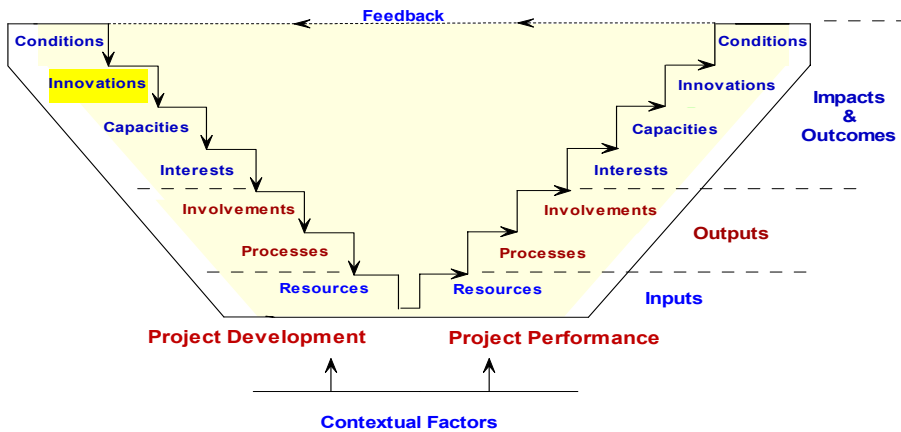 Feedback
Conditions
Conditions
Innovations
Innovations
Impacts
&
Outcomes
Capacities
Capacities
Interests
Interests
Involvements
Involvements
Outputs
Processes
Processes
Resources
Resources
Inputs
Project Development
Project Performance
Contextual Factors